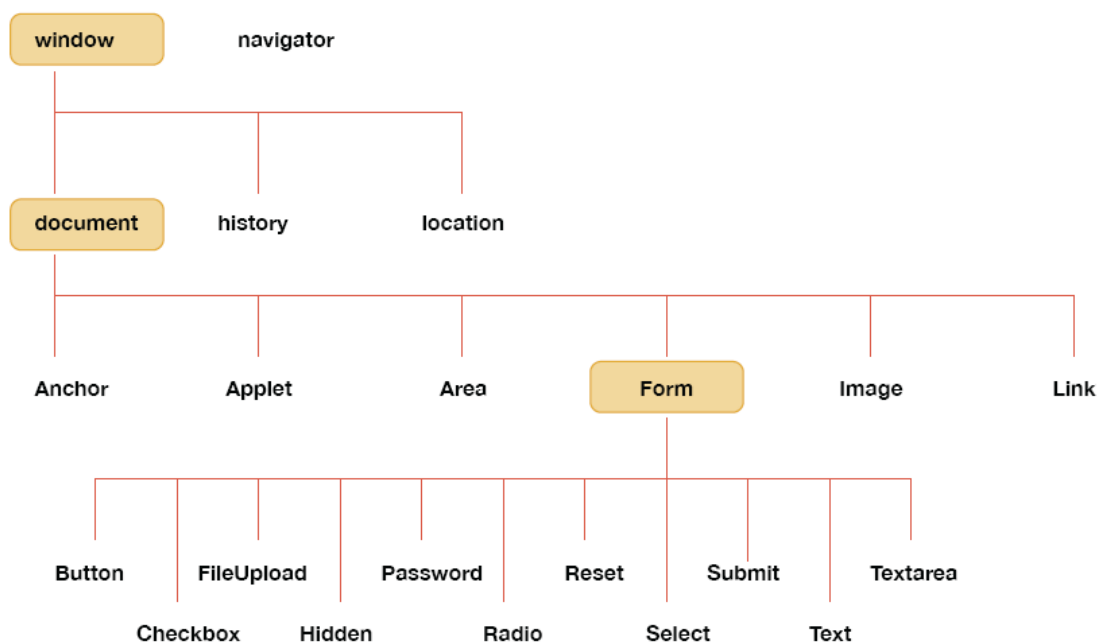 window navigator
document history location
Anchor Applet Area Form Image Link
Button FileUpload Password Reset Submit Textarea
Checkbox Hidden Radio Select Text